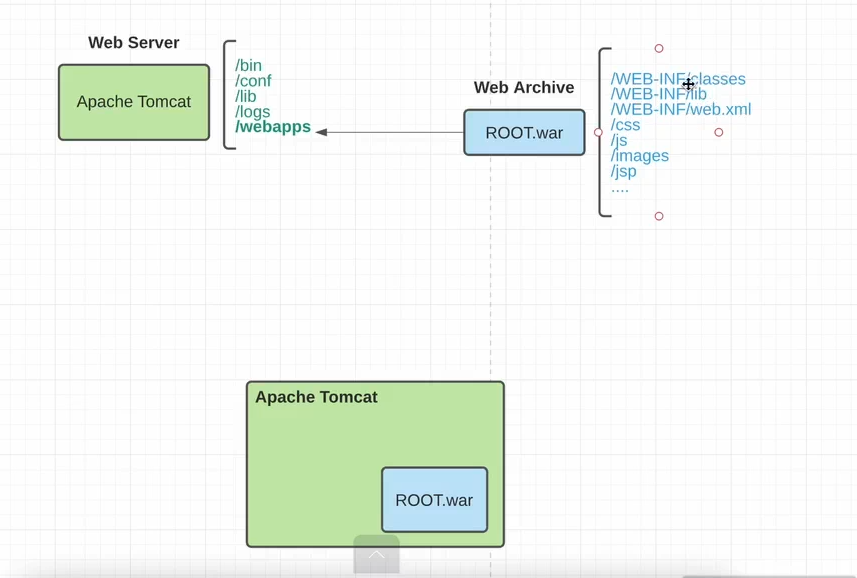 Web Server
Apache Tomcat
/bin
/conf
/lib
/logs
/webapps
Web Archive
ROOT.war
/WEB-INF/classes
/WEB-INF/lib
/WEB-INF/web.xml
/css
/js
/images
/jsp
....
Apache Tomcat
ROOT.war